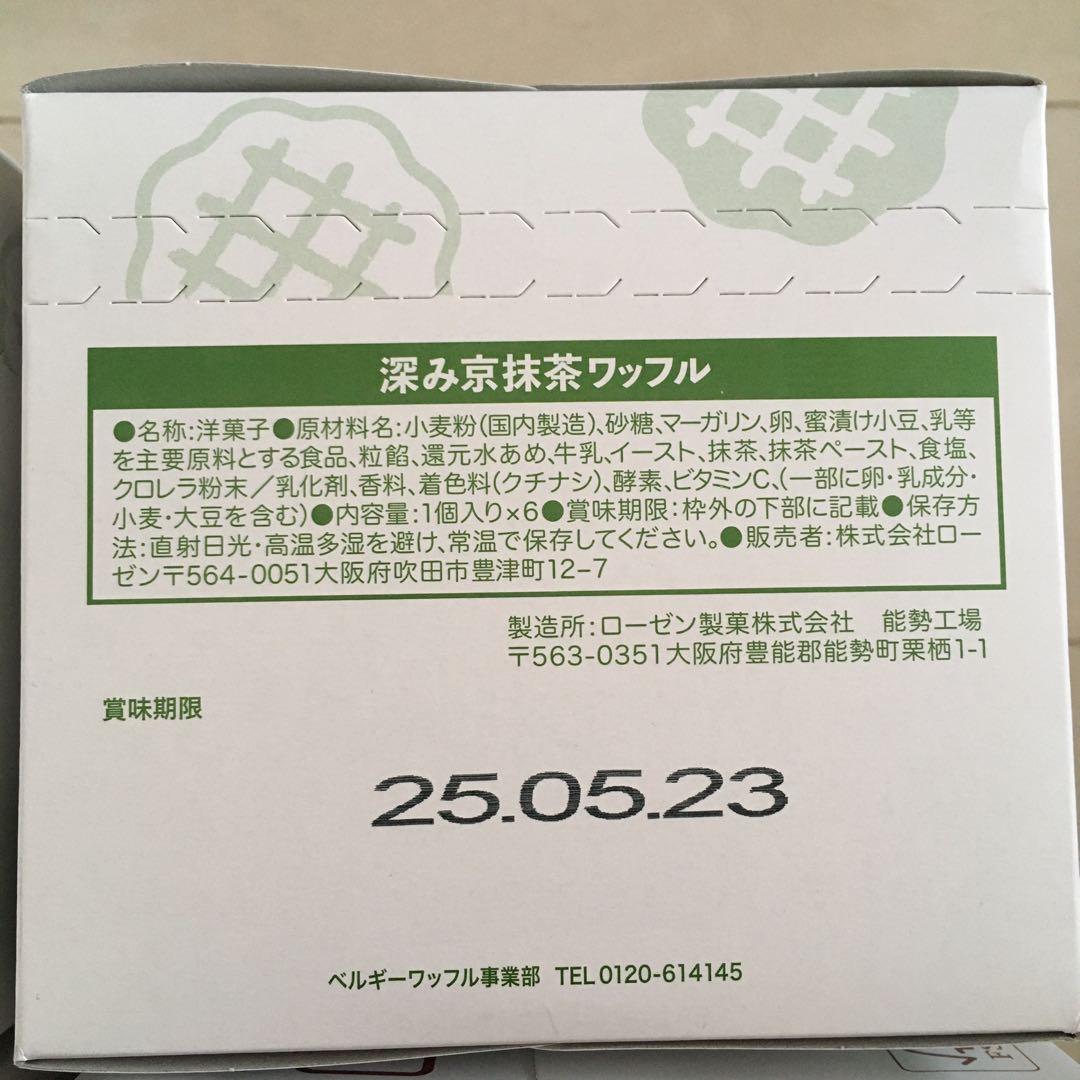 深み京抹茶ワッフル
●名称:洋菓子●原材料名:小麦粉(国内製造)、砂糖、マーガリン、卵、蜜漬け小豆、乳等
を主要原料とする食品、粒餡、還元水あめ、牛乳、イースト、抹茶、抹茶ペースト、食塩、
クロレラ粉末／乳化剤、香料、着色料(クチナシ)、酵素、ビタミンC、(一部に卵・乳成分・
小麦・大豆を含む)●内容量:1個入り×6●賞味期限:枠外の下部に記載●保存方
法:直射日光・高温多湿を避け、常温で保存してください。●販売者:株式会社ロー
ゼン〒564-0051大阪府吹田市豊津町12-7
製造所:ローゼン製菓株式会社 能勢工場
〒563-0351大阪府豊能郡能勢町栗栖1-1
賞味期限
25.05.23
ベルギーワッフル事業部 TEL0120-614145